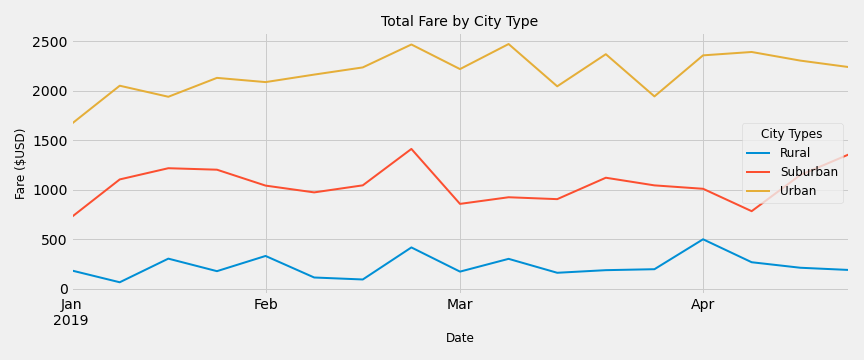 Total Fare by City Type
Fare ($USD)
2500
2000
1500
1000
500
0
City Types
Rural
Suburban
Urban
Jan
2019
Feb
Mar
Apr
Date